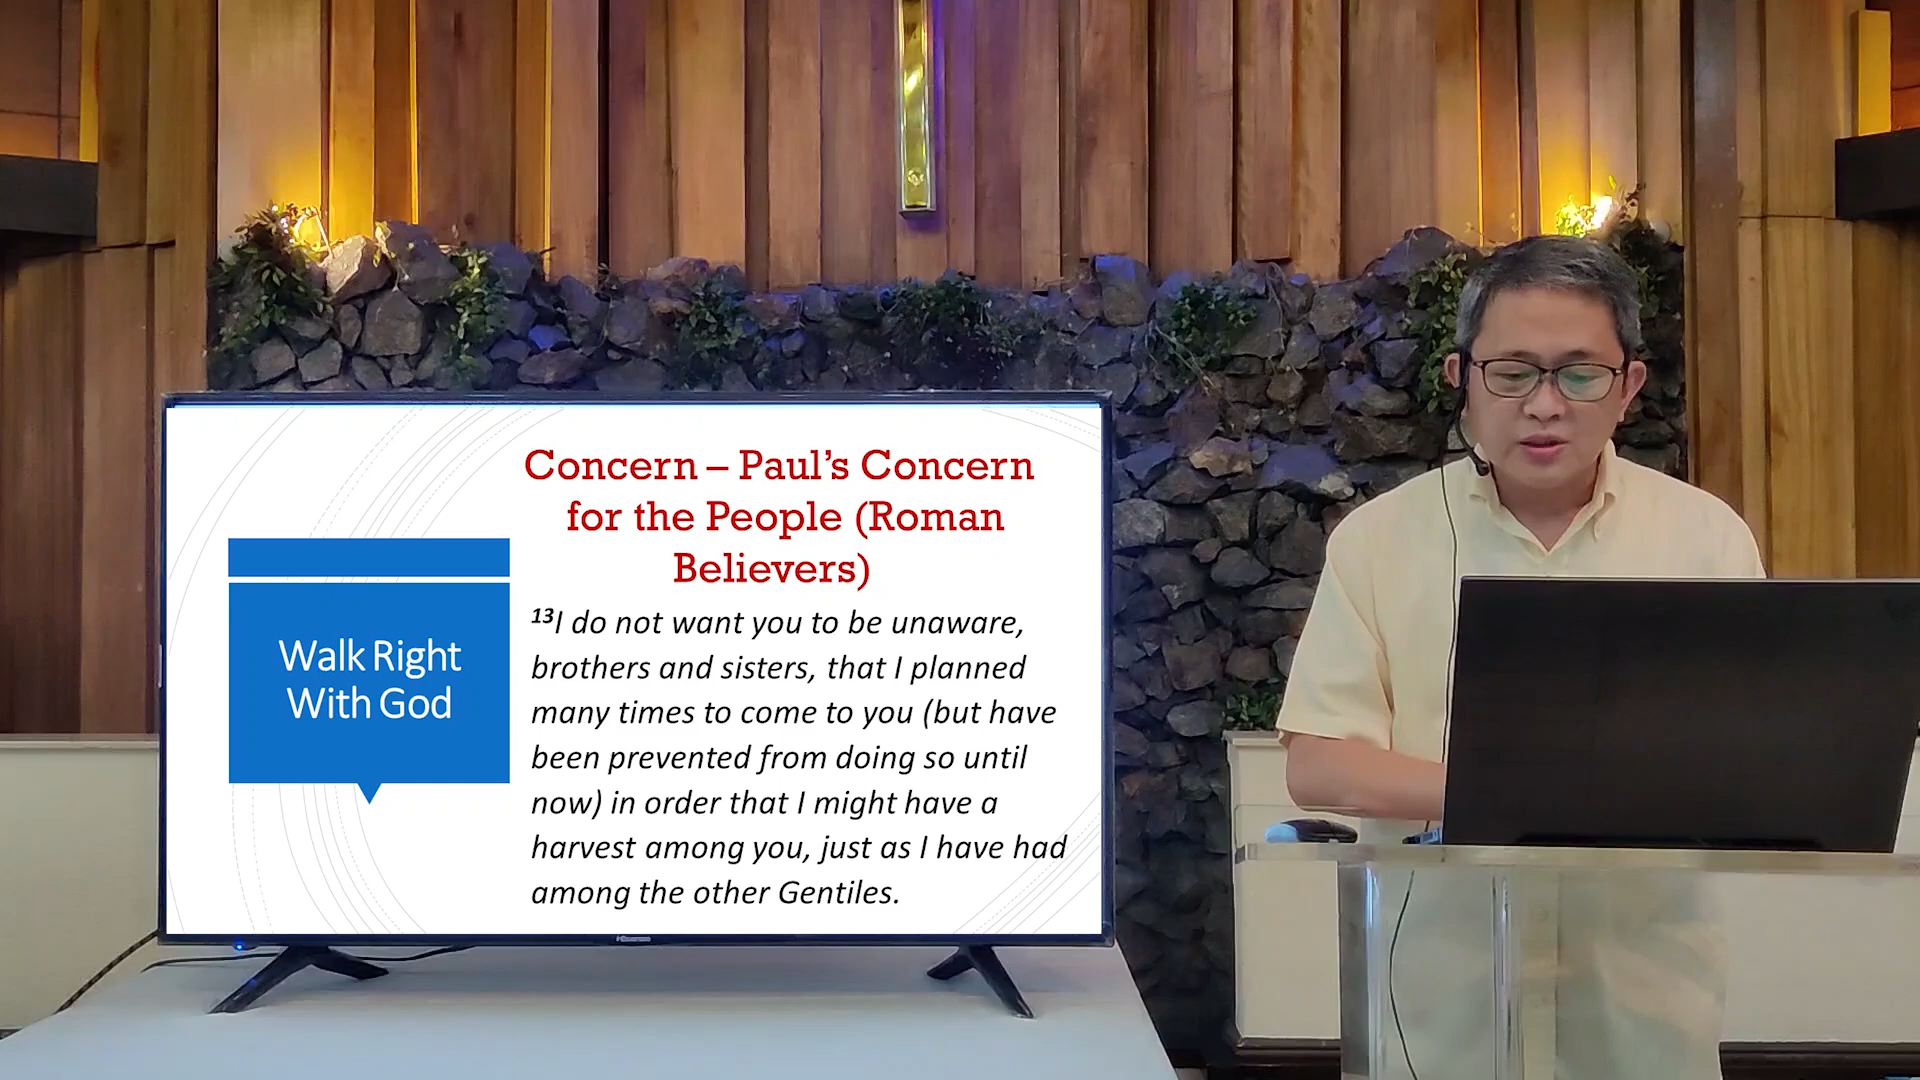 Concern – Paul's Concern
for the People (Roman
Believers)
Walk Right
With God
13I do not want you to be unaware,
brothers and sisters, that I planned
many times to come to you (but have
been prevented from doing so until
now) in order that I might have a
harvest among you, just as I have had
among the other Gentiles.
Hisense